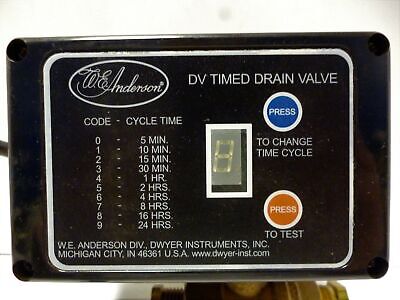 W.E. Anderson
DV TIMED DRAIN VALVE
CODE - CYCLE TIME
0 - 5 MIN.
1 - 10 MIN.
2 - 15 MIN.
3 - 30 MIN.
4 - 1 HR.
5 - 2 HRS.
6 - 4 HRS.
7 - 8 HRS.
8 - 16 HRS.
9 - 24 HRS.
8
PRESS
TO CHANGE
TIME CYCLE
PRESS
TO TEST
W.E. ANDERSON DIV., DWYER INSTRUMENTS, INC.
MICHIGAN CITY, IN 46361 U.S.A. www.dwyer-inst.com